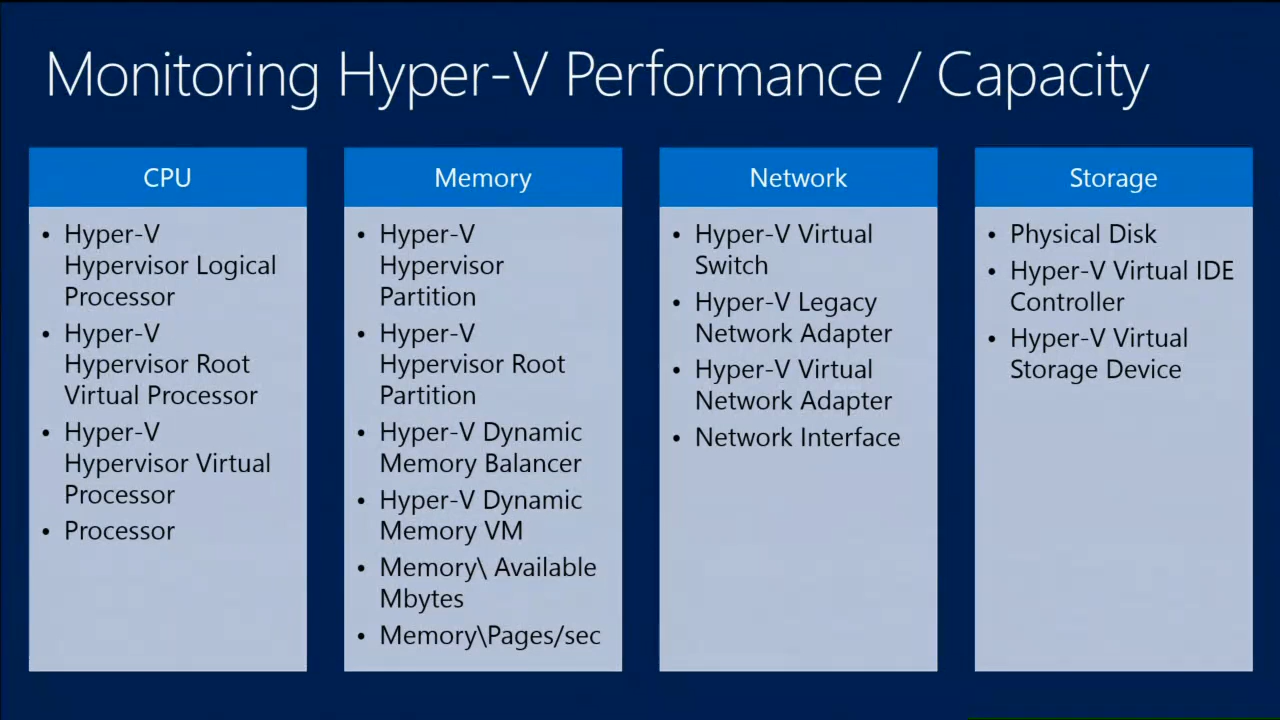 Monitoring Hyper-V Performance / Capacity
CPU
• Hyper-V
Hypervisor Logical
Processor
• Hyper-V
Hypervisor Root
Virtual Processor
• Hyper-V
Hypervisor Virtual
Processor
• Processor
Memory
• Hyper-V
Hypervisor
Partition
• Hyper-V
Hypervisor Root
Partition
• Hyper-V Dynamic
Memory Balancer
• Hyper-V Dynamic
Memory VM
• Memory\ Available
Mbytes
• Memory\Pages/sec
Network
• Hyper-V Virtual
Switch
• Hyper-V Legacy
Network Adapter
• Hyper-V Virtual
Network Adapter
• Network Interface
Storage
• Physical Disk
• Hyper-V Virtual IDE
Controller
• Hyper-V Virtual
Storage Device